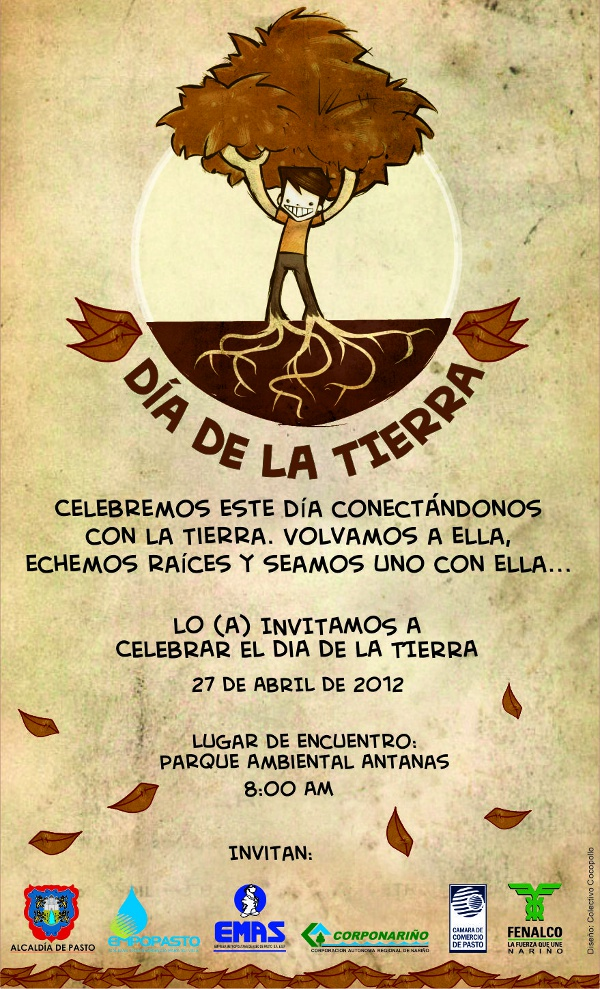 DÍA DE LA TIERRA
CELEBREMOS ESTE DÍA CONECTÁNDONOS
CON LA TIERRA. VOLVAMOS A ELLA,
ECHEMOS RAÍCES Y SEAMOS UNO CON ELLA...
LO (A) INVITAMOS A
CELEBRAR EL DIA DE LA TIERRA
27 DE ABRIL DE 2012
LUGAR DE ENCUENTRO:
PARQUE AMBIENTAL ANTANAS
8:00 AM
INVITAN:
ALCALDÍA DE PASTO
EMPOPASTO
EMAS
CORPONARIÑO
CORPORACION AUTONOMA REGIONAL DE NARIÑO
CAMARA DE
COMERCIO
DE PASTO
FENALCO
LA FUERZA QUE UNE
NARIÑO
Diseño: Colectivo Cocopollo